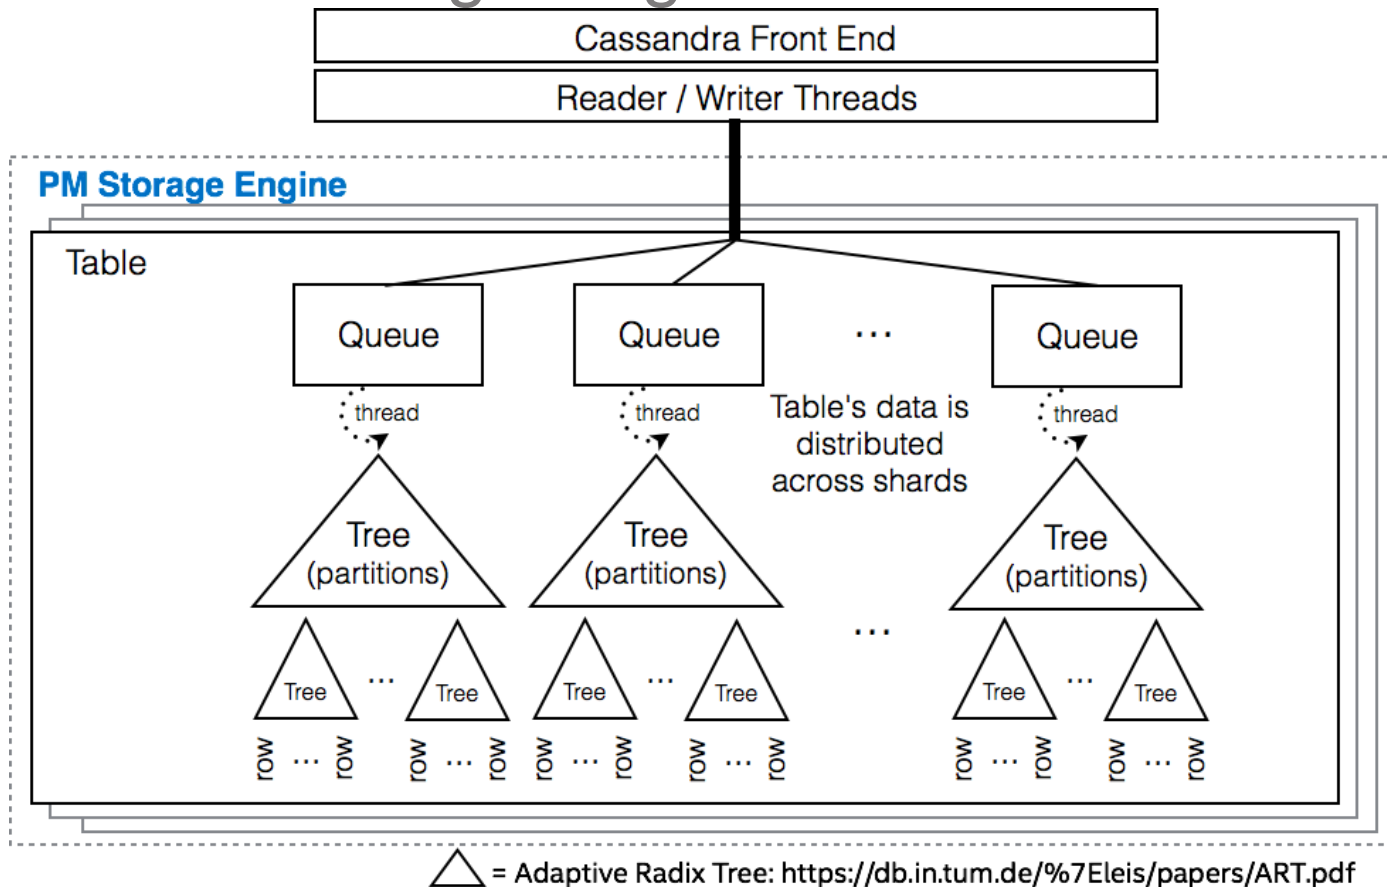 Cassandra Front End
Reader / Writer Threads
PM Storage Engine
Table
Queue Queue ... Queue
thread thread thread
Table's data is
distributed
across shards
Tree Tree Tree
(partitions) (partitions) (partitions)
...
Tree ... Tree Tree ... Tree Tree ... Tree
row ... row row ... row row ... row row ... row row ... row row ... row
= Adaptive Radix Tree: https://db.in.tum.de/%7Eleis/papers/ART.pdf